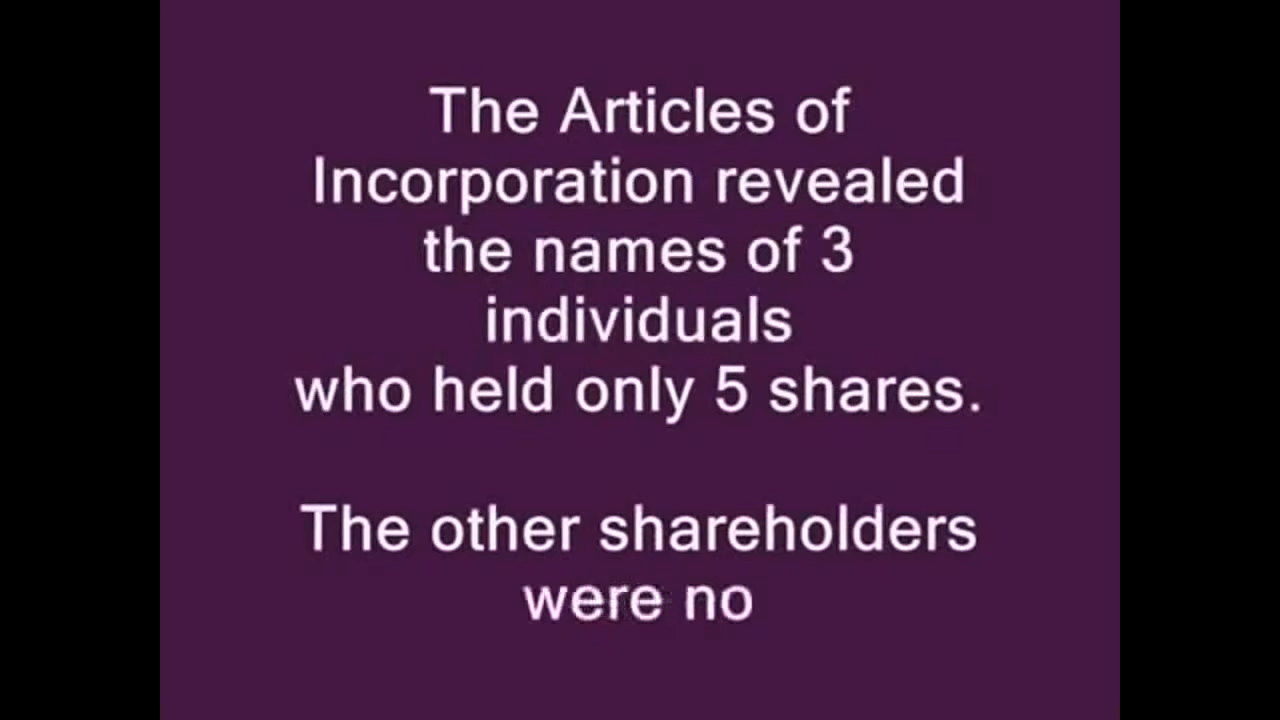 The Articles of
Incorporation revealed
the names of 3
individuals
who held only 5 shares.
The other shareholders
were no